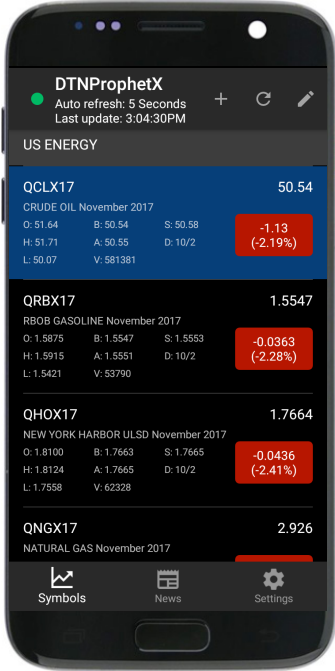 DTNProphetX
Auto refresh: 5 Seconds
Last update: 3:04:30PM
US ENERGY
QCLX17 50.54
CRUDE OIL November 2017
O: 51.64 B: 50.54 S: 50.58
H: 51.71 A: 50.55 D: 10/2
L: 50.07 V: 581381
-1.13
(-2.19%)
QRBX17 1.5547
RBOB GASOLINE November 2017
O: 1.5875 B: 1.5547 S: 1.5553
H: 1.5915 A: 1.5551 D: 10/2
L: 1.5421 V: 53790
-0.0363
(-2.28%)
QHOX17 1.7664
NEW YORK HARBOR ULSD November 2017
O: 1.8100 B: 1.7663 S: 1.7665
H: 1.8124 A: 1.7665 D: 10/2
L: 1.7558 V: 62328
-0.0436
(-2.41%)
QNGX17 2.926
NATURAL GAS November 2017
Symbols News Settings